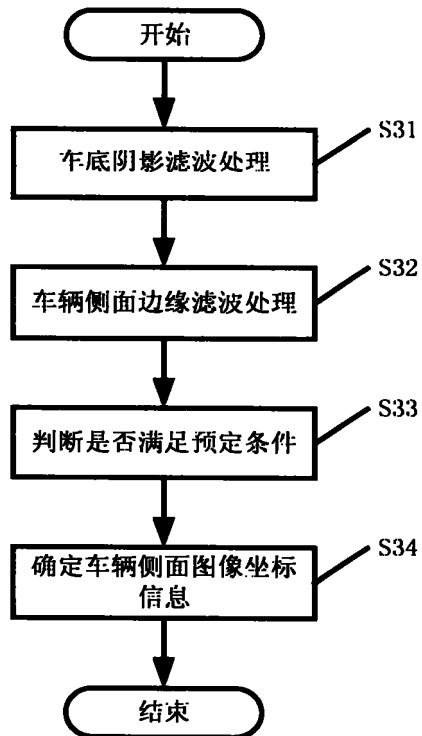 开始
S31
车底阴影滤波处理
S32
车辆侧面边缘滤波处理
S33
判断是否满足预定条件
S34
确定车辆侧面图像坐标
信息
结束